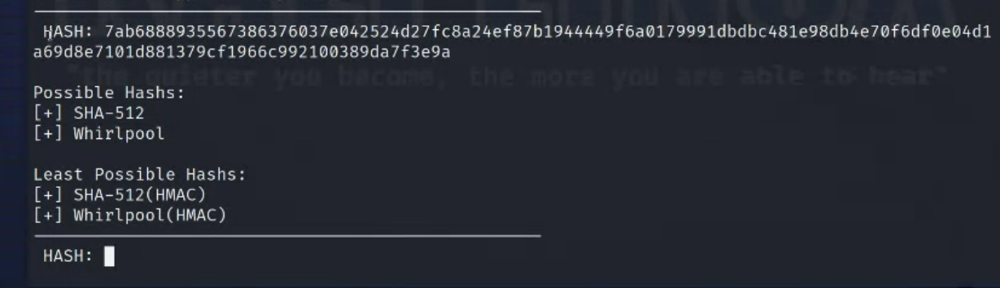 HASH: 7ab6888935567386376037e042524d27fc8a24ef87b1944449f6a0179991dbdbc481e98db4e70f6df0e04d1
a69d8e7101d881379cf1966c992100389da7f3e9a
"the quieter you become, the more you are able to hear"
Possible Hashs:
[+] SHA-512
[+] Whirlpool
Least Possible Hashs:
[+] SHA-512(HMAC)
[+] Whirlpool(HMAC)
HASH: